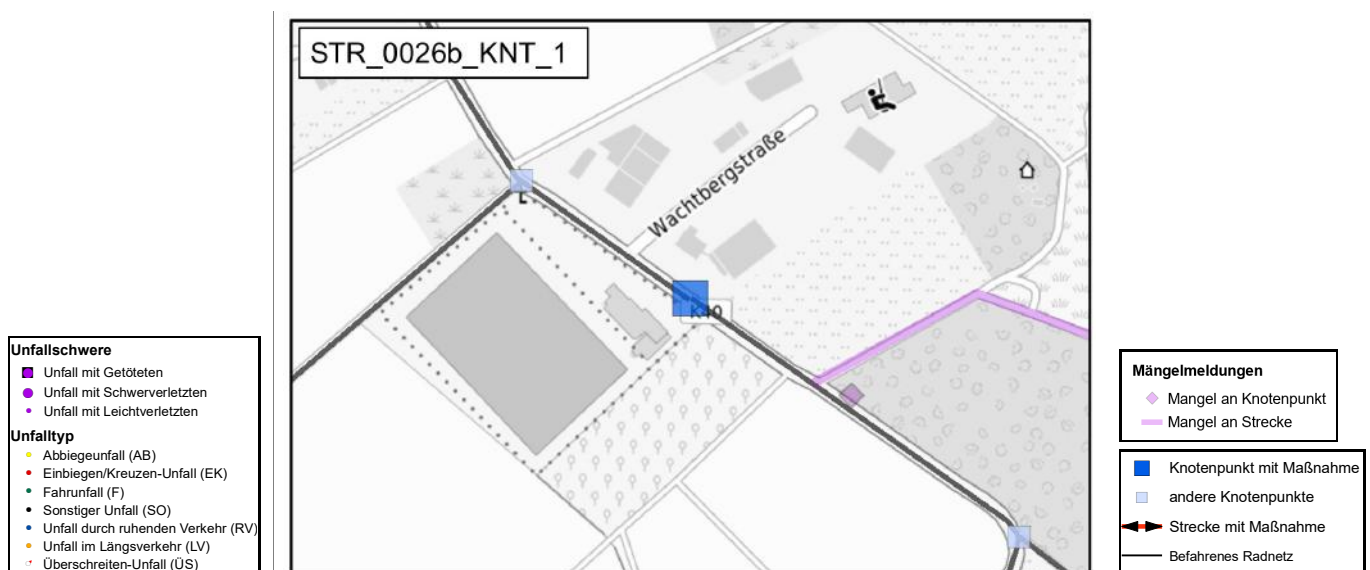 STR_0026b_KNT_1
Wachtbergstraße
K40
Unfallschwere
Unfall mit Getöteten
Unfall mit Schwerverletzten
Unfall mit Leichtverletzten
Unfalltyp
Abbiegeunfall (AB)
Einbiegen/Kreuzen-Unfall (EK)
Fahrunfall (F)
Sonstiger Unfall (SO)
Unfall durch ruhenden Verkehr (RV)
Unfall im Längsverkehr (LV)
Überschreiten-Unfall (ÜS)
Mängelmeldungen
Mangel an Knotenpunkt
Mangel an Strecke
Knotenpunkt mit Maßnahme
andere Knotenpunkte
Strecke mit Maßnahme
Befahrenes Radnetz